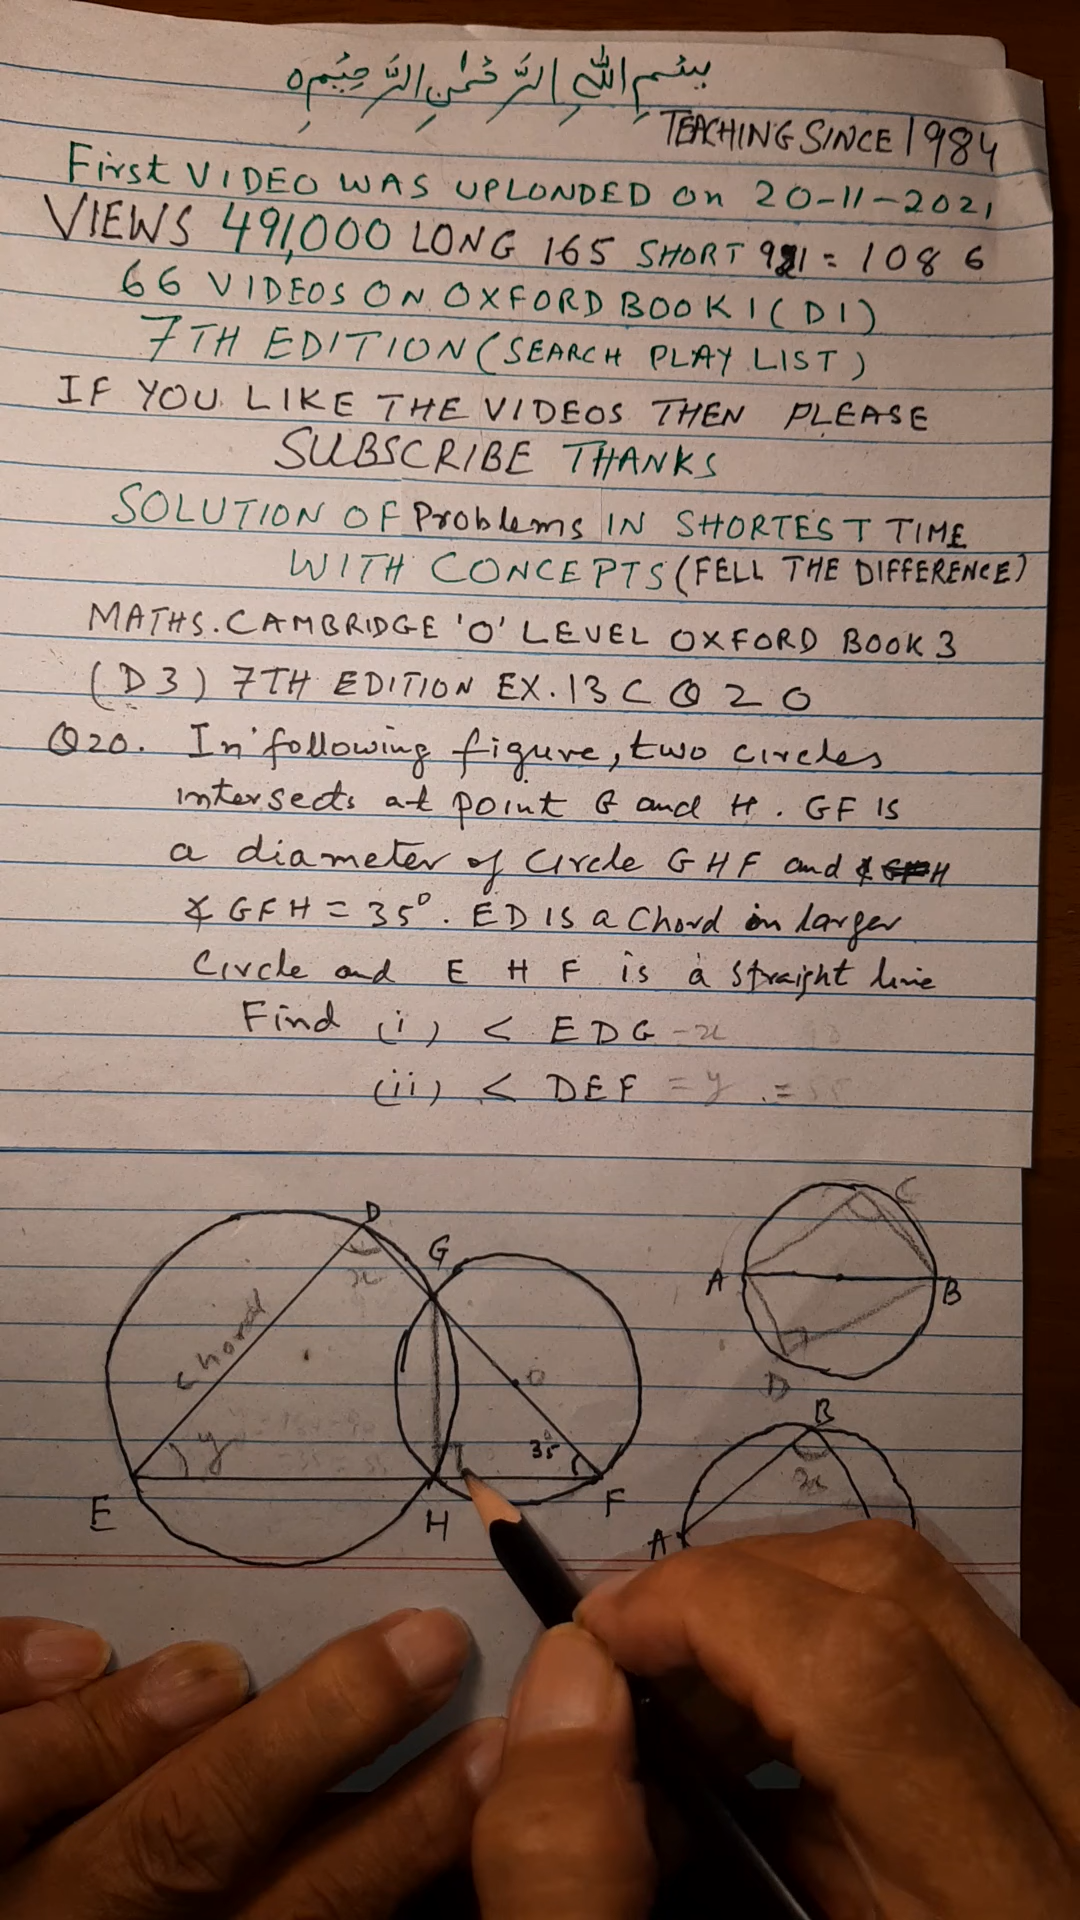 بِسْمِ اللهِ الرَّحْمٰنِ الرَّحِيْمِ
TEACHING SINCE 1984
First VIDEO WAS UPLONDED on 20-11-2021
VIEWS 491,000 LONG 165 SHORT 921 = 1086
66 VIDEOS ON OXFORD BOOK 1 (D1)
7TH EDITION (SEARCH PLAY LIST)
IF YOU LIKE THE VIDEOS THEN PLEASE
SUBSCRIBE THANKS
SOLUTION OF Problems IN SHORTEST TIME
WITH CONCEPTS (FELL THE DIFFERENCE)
MATHS. CAMBRIDGE 'O' LEVEL OXFORD BOOK 3
(D3) 7TH EDITION EX. 13 C Q 20
Q20. In following figure, two circles
intersects at point G and H. GF is
a diameter of Circle GHF and
∡ GFH = 35°. ED is a Chord in larger
Circle and E H F is a straight line
Find (i) < EDG - x
(ii) < DEF = y = 55
D
G
C
x
A
B
chord
O
D
B
y
35°
2x
E
H
F
A